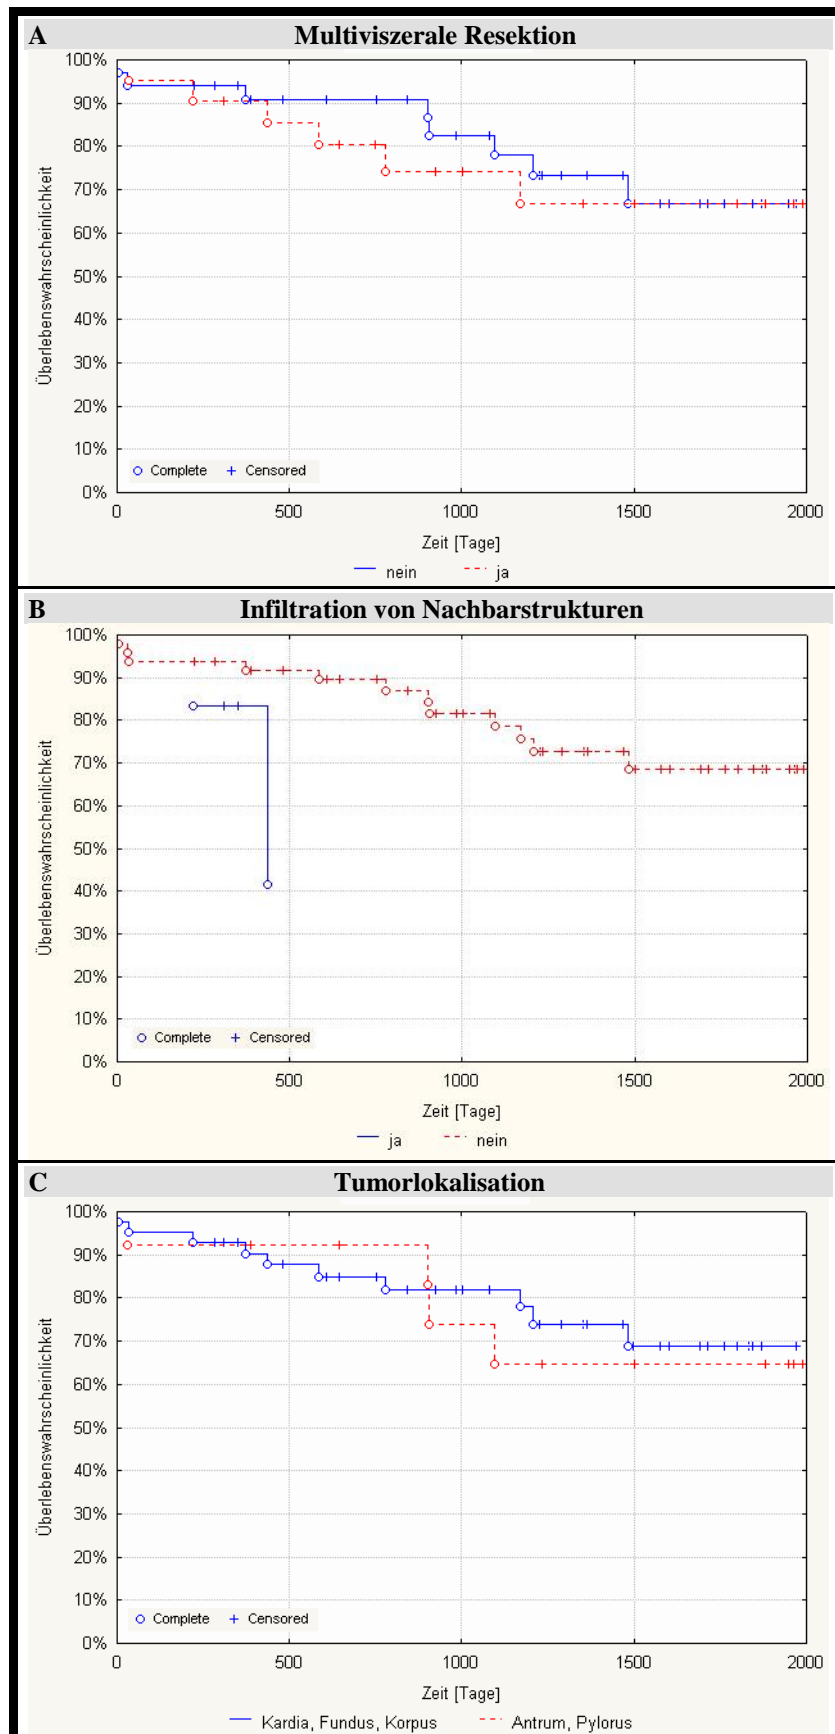 A Multiviszerale Resektion
100%
90%
80%
70%
60%
50%
40%
30%
20%
10%
0%
Überlebenswahrscheinlichkeit
Complete Censored
0 500 1000 1500 2000
Zeit [Tage]
nein ja
B Infiltration von Nachbarstrukturen
100%
90%
80%
70%
60%
50%
40%
30%
20%
10%
0%
Überlebenswahrscheinlichkeit
Complete Censored
0 500 1000 1500 2000
Zeit [Tage]
ja nein
C Tumorlokalisation
100%
90%
80%
70%
60%
50%
40%
30%
20%
10%
0%
Überlebenswahrscheinlichkeit
Complete Censored
0 500 1000 1500 2000
Zeit [Tage]
Kardia, Fundus, Korpus Antrum, Pylorus